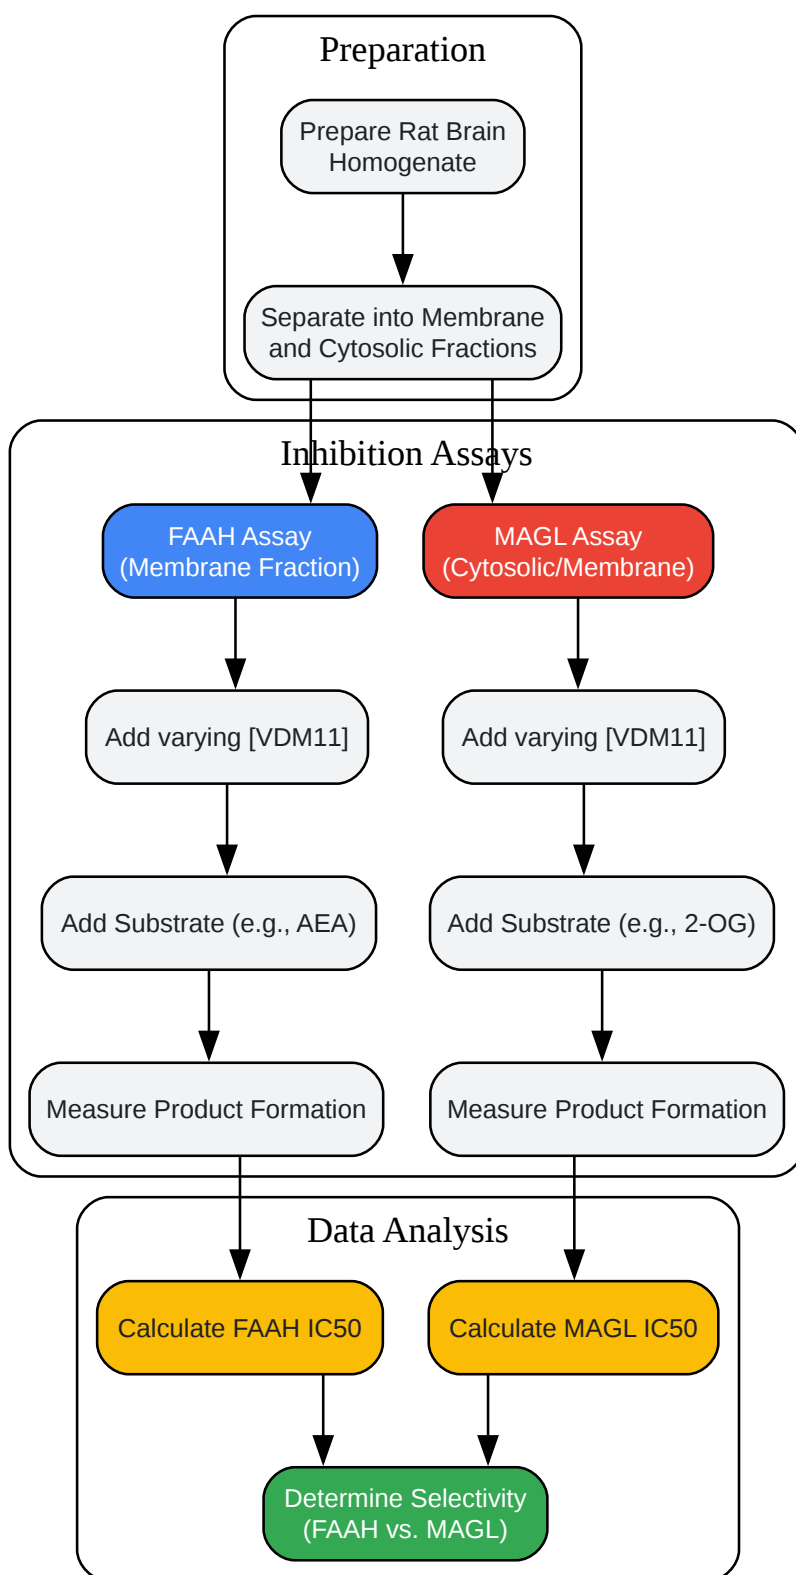 Preparation
Prepare Rat Brain
Homogenate
Separate into Membrane
and Cytosolic Fractions
Inhibition Assays
FAAH Assay
(Membrane Fraction)
MAGL Assay
(Cytosolic/Membrane)
Add varying [VDM11]
Add varying [VDM11]
Add Substrate (e.g., AEA)
Add Substrate (e.g., 2-OG)
Measure Product Formation
Measure Product Formation
Data Analysis
Calculate FAAH IC50
Calculate MAGL IC50
Determine Selectivity
(FAAH vs. MAGL)